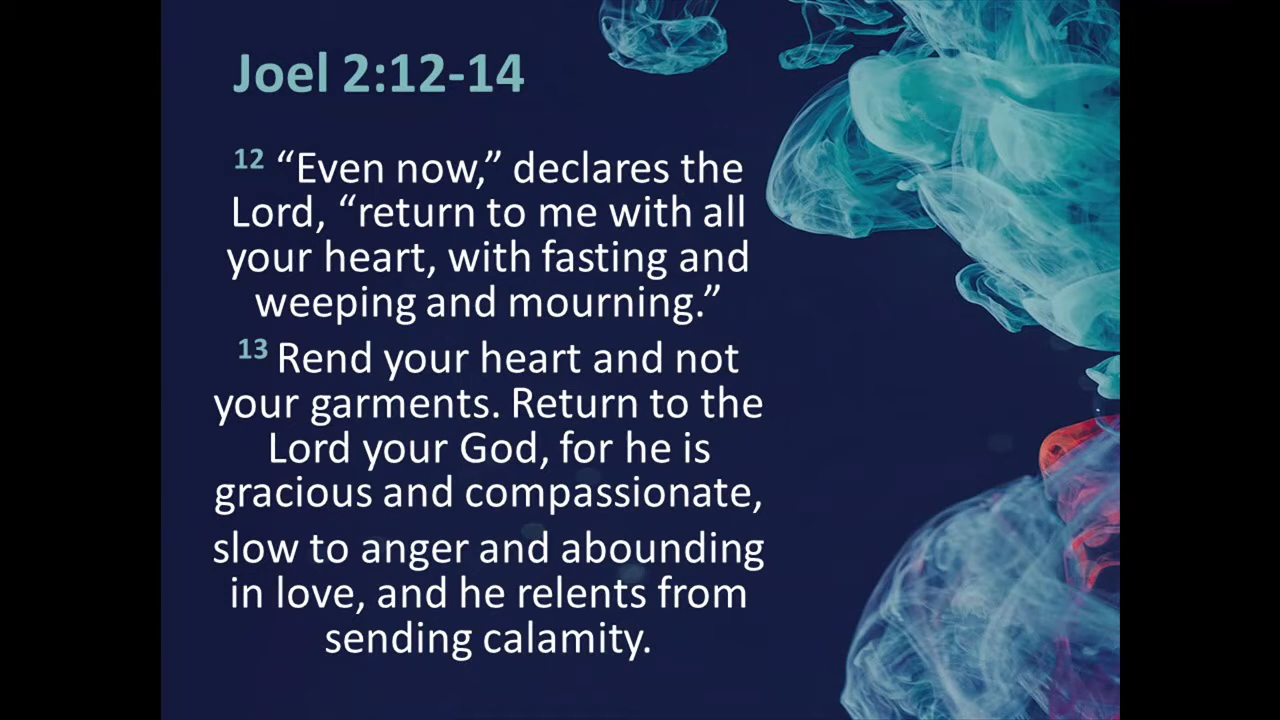 Joel 2:12-14
12 “Even now,” declares the
Lord, “return to me with all
your heart, with fasting and
weeping and mourning.”
13 Rend your heart and not
your garments. Return to the
Lord your God, for he is
gracious and compassionate,
slow to anger and abounding
in love, and he relents from
sending calamity.